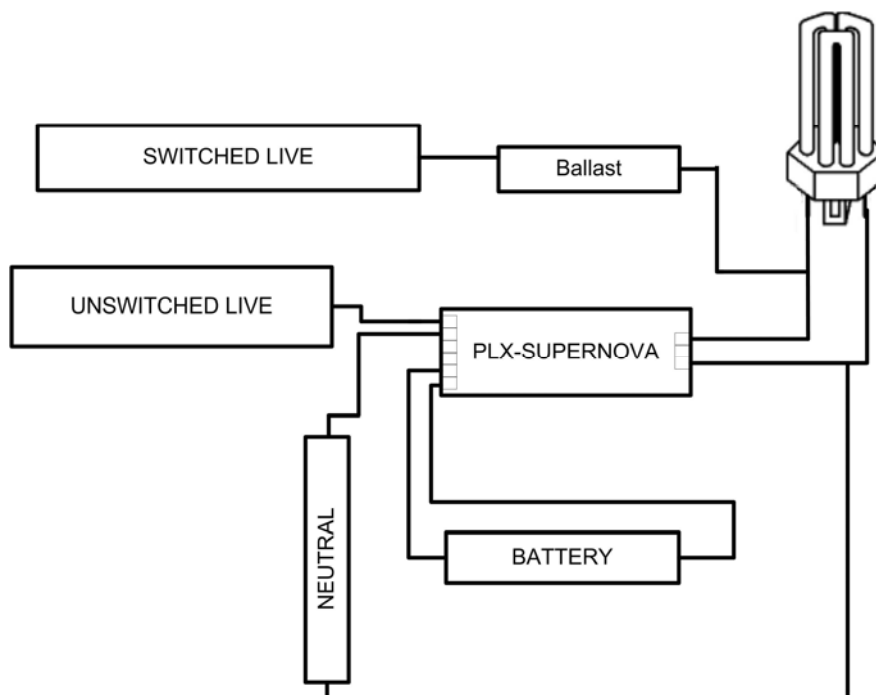 SWITCHED LIVE
Ballast
UNSWITCHED LIVE
PLX-SUPERNOVA
NEUTRAL
BATTERY